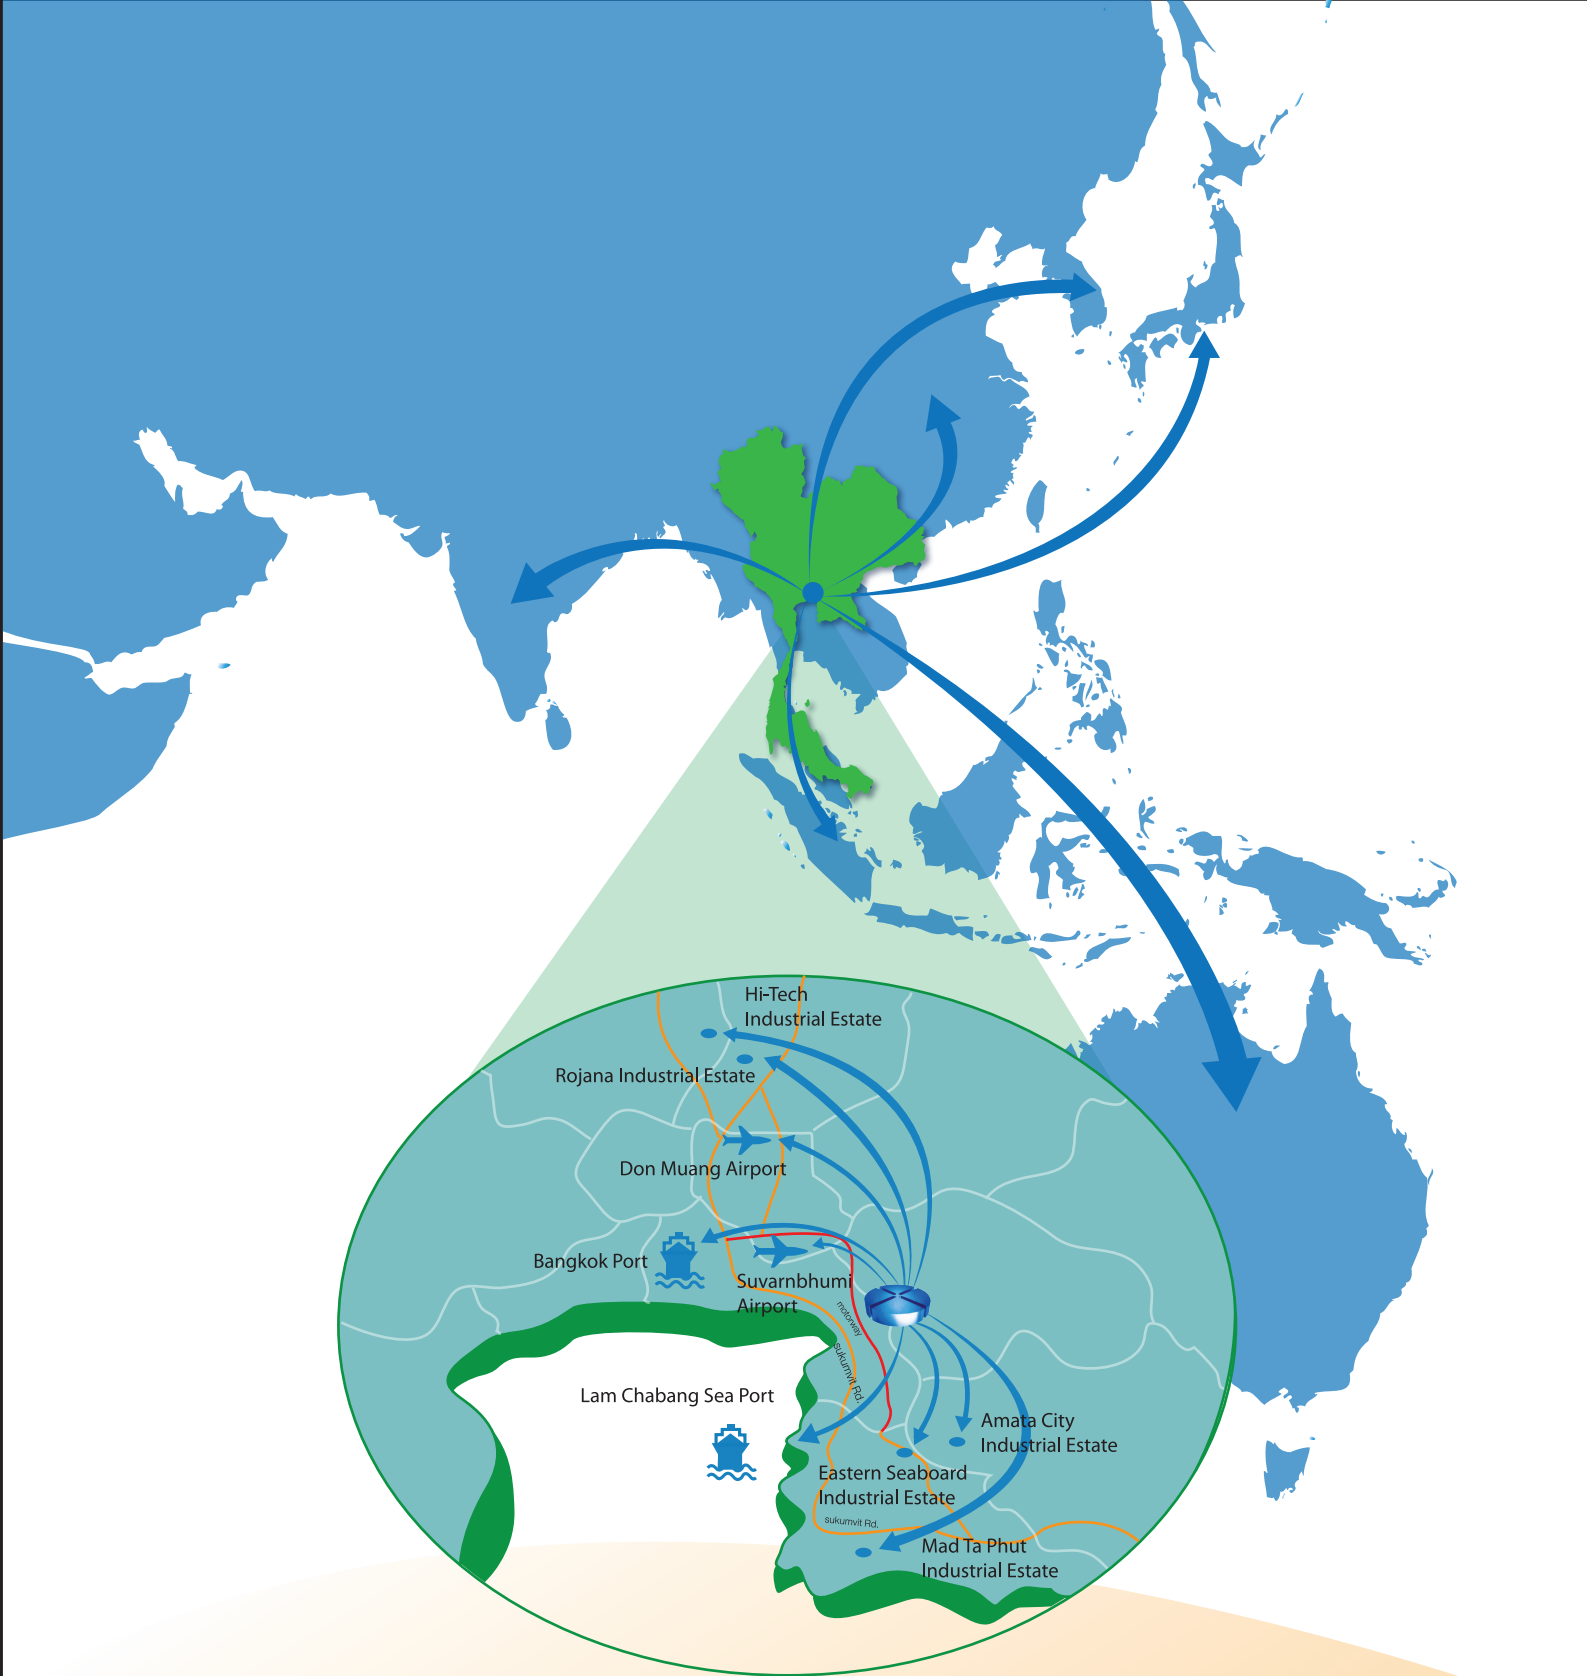 Hi-Tech
Industrial Estate
Rojana Industrial Estate
Don Muang Airport
Bangkok Port
Suvarnbhumi
Airport
motorway
sukumvit Rd.
Lam Chabang Sea Port
Amata City
Industrial Estate
Eastern Seaboard
Industrial Estate
sukumvit Rd.
Mad Ta Phut
Industrial Estate